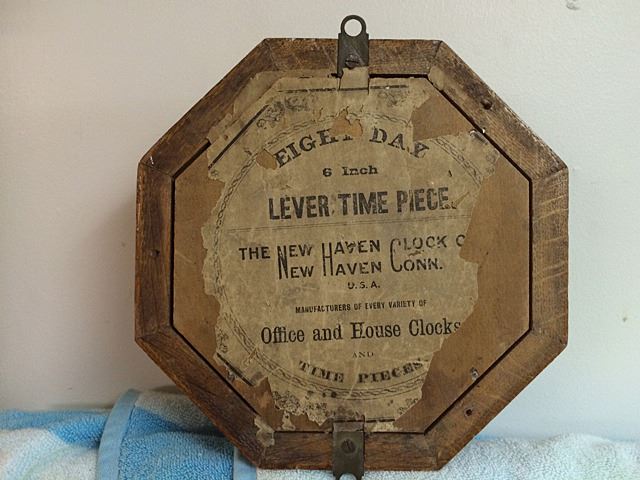 EIGHT DAY
6 Inch
LEVER TIME PIECE.
THE NEW HAVEN CLOCK C
NEW HAVEN CONN.
U.S.A.
MANUFACTURERS OF EVERY VARIETY OF
Office and House Clocks
AND
TIME PIECES